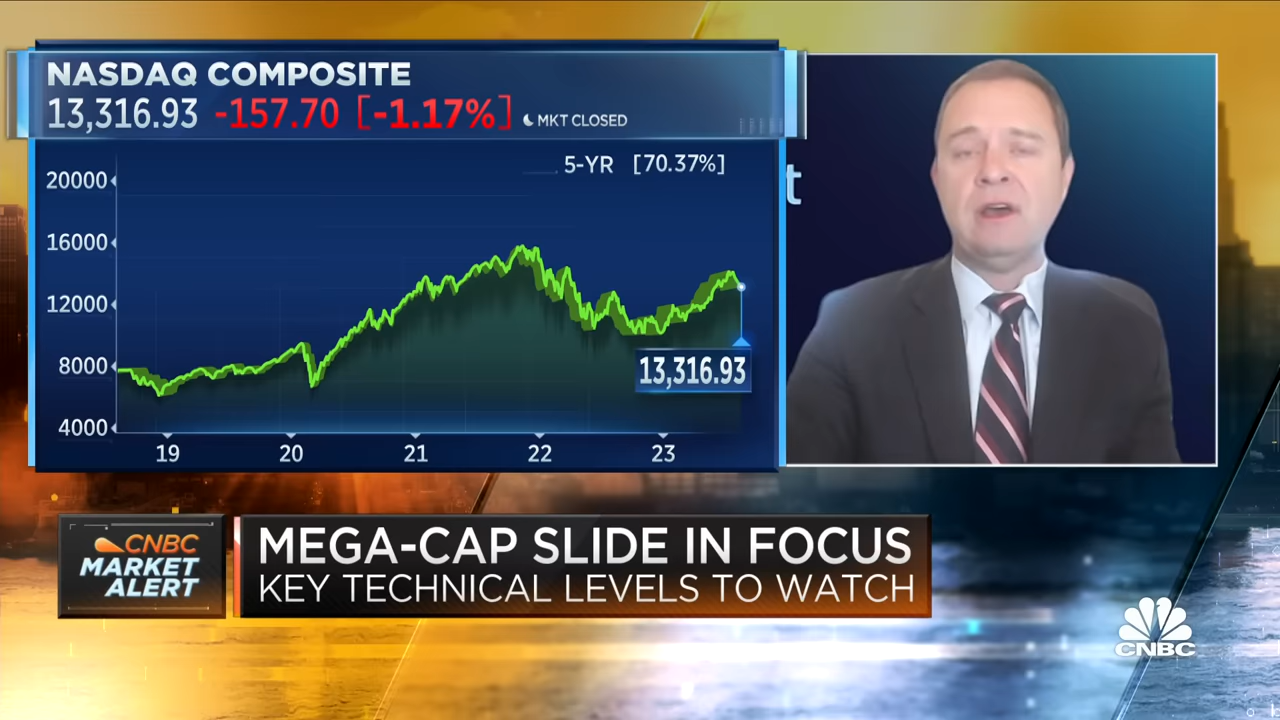 NASDAQ COMPOSITE
13,316.93 -157.70 [-1.17%] MKT CLOSED
5-YR [70.37%]
20000
16000
12000
8000
4000
13,316.93
19 20 21 22 23
t
CNBC
MARKET
ALERT
MEGA-CAP SLIDE IN FOCUS
KEY TECHNICAL LEVELS TO WATCH
CNBC